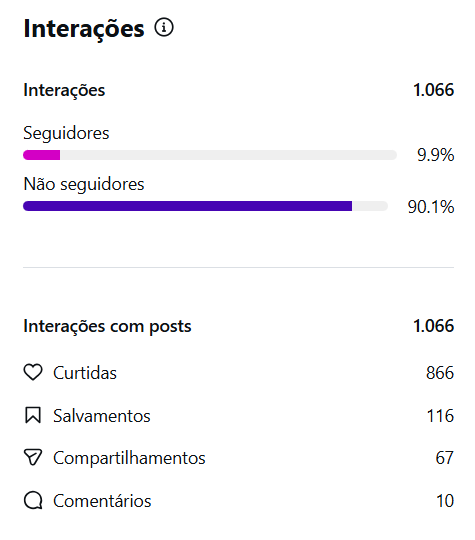 Interações
Interações 1.066
Seguidores
9.9%
Não seguidores
90.1%
Interações com posts 1.066
Curtidas 866
Salvamentos 116
Compartilhamentos 67
Comentários 10